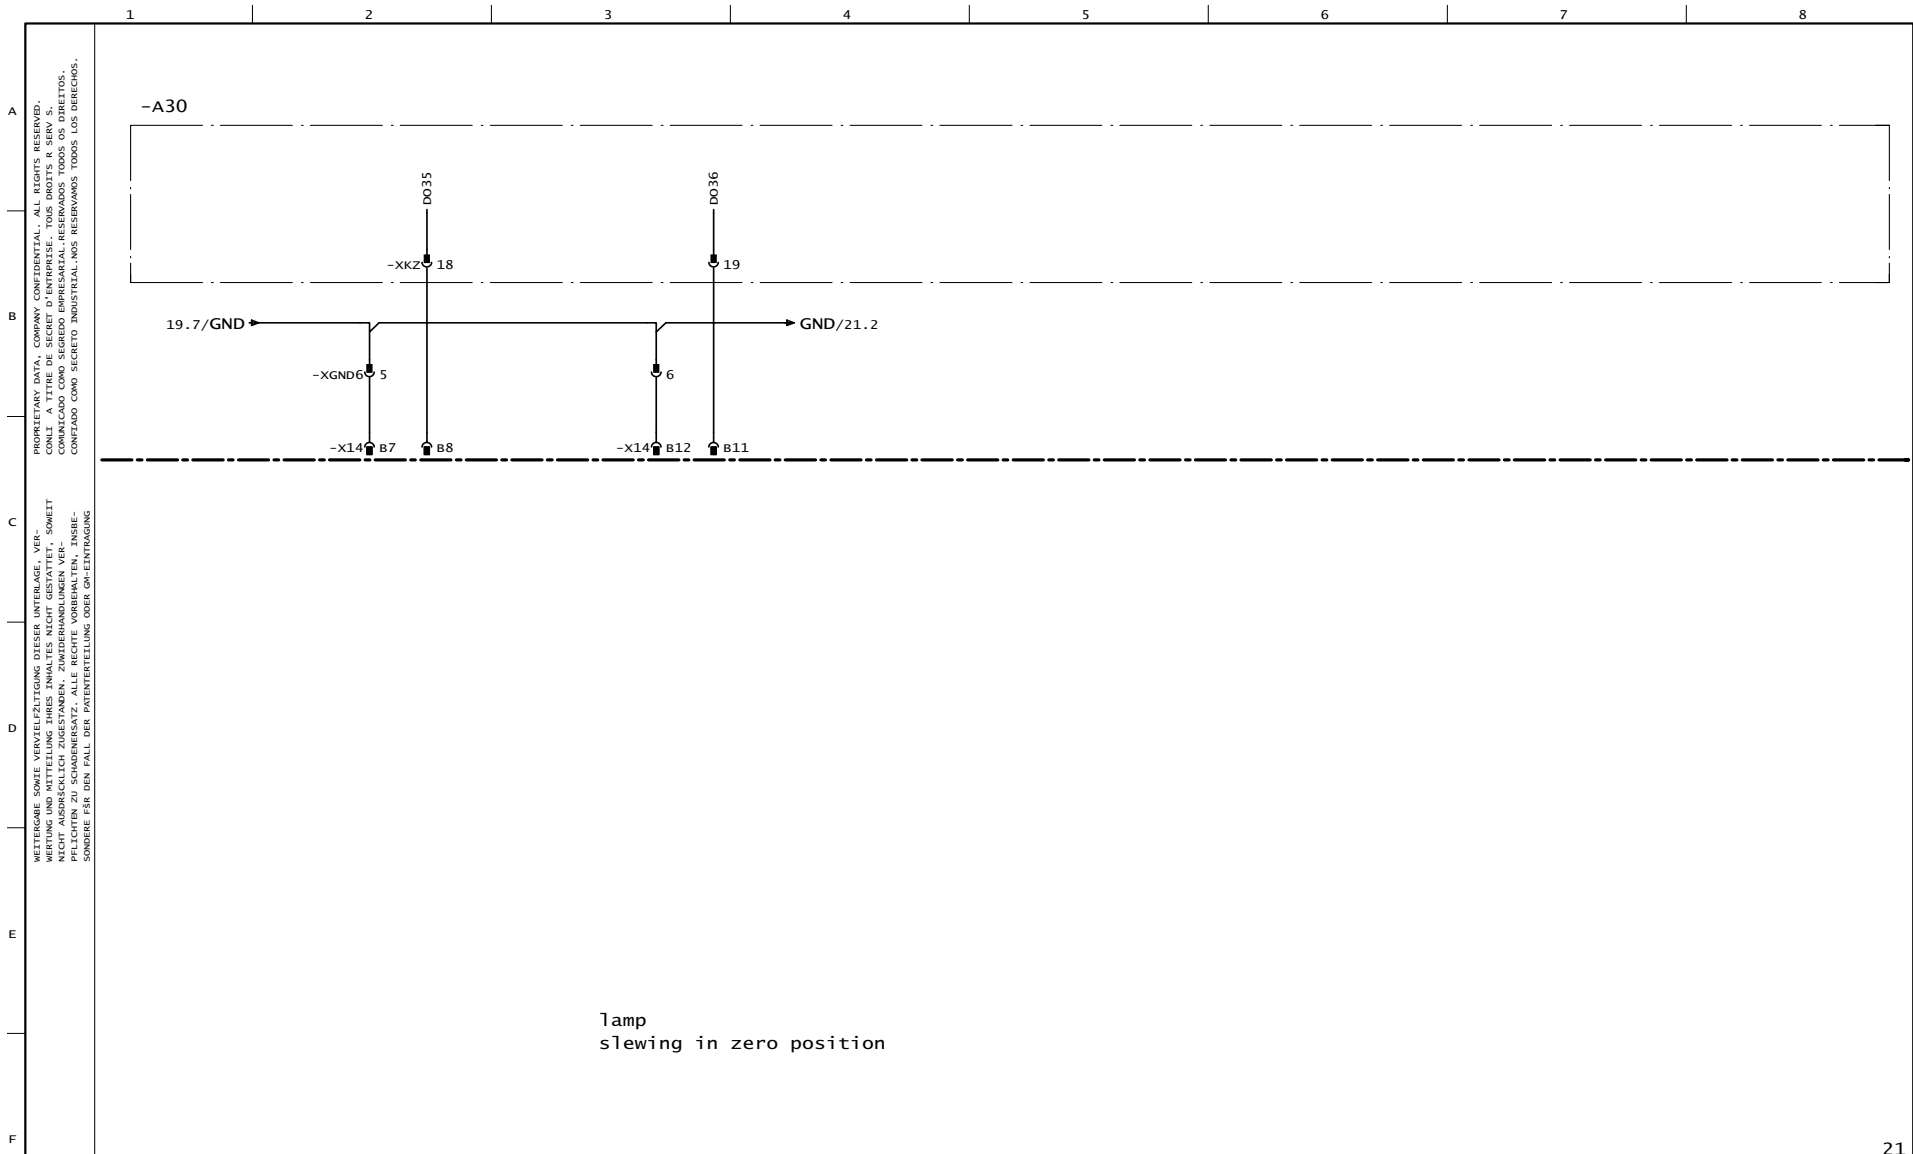 1 2 3 4 5 6 7 8
A
-A30
DO35 DO36
-XKZ 18 19
B
19.7/GND GND/21.2
-XGND6 5 6
-X14 B7 B8 -X14 B12 B11
C
D
E
lamp
slewing in zero position
F
21
PROPRIETARY DATA, COMPANY CONFIDENTIAL. ALL RIGHTS RESERVED.
CONLI A TITRE DE SECRET D'ENTRPRISE. TOUS DROITS R SERV S.
COMUNICADO COMO SEGREDO EMPRESARIAL.RESERVADOS TODOS OS DIREITOS.
CONFIADO COMO SECRETO INDUSTRIAL.NOS RESERVAMOS TODOS LOS DERECHOS.
WEITERGABE SOWIE VERVIELFŽLTIGUNG DIESER UNTERLAGE, VER-
WERTUNG UND MITTEILUNG IHRES INHALTES NICHT GESTATTET, SOWEIT
NICHT AUSDRŠCKLICH ZUGESTANDEN. ZUWIDERHANDLUNGEN VER-
PFLICHTEN ZU SCHADENERSATZ. ALLE RECHTE VORBEHALTEN, INSBE-
SONDERE FŠR DEN FALL DER PATENTERTEILUNG ODER GM-EINTRAGUNG